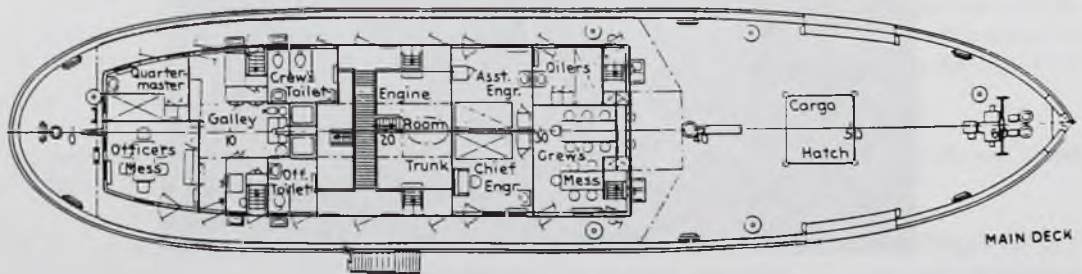 Quarter-
master
Officers
Mess
Galley
10
Crew's
Toilet
Off.
Toilet
Engine
Room
20
Trunk
Asst.
Engr.
Chief
Engr.
Oilers
30
Crews
Mess
40
Cargo
50
Hatch
MAIN DECK